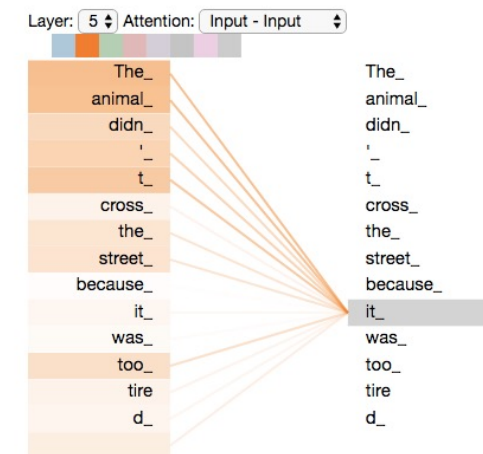 Layer: 5 Attention: Input - Input
The_ The_
animal_ animal_
didn_ didn_
'_ '_
t_ t_
cross_ cross_
the_ the_
street_ street_
because_ because_
it_ it_
was_ was_
too_ too_
tire tire
d_ d_